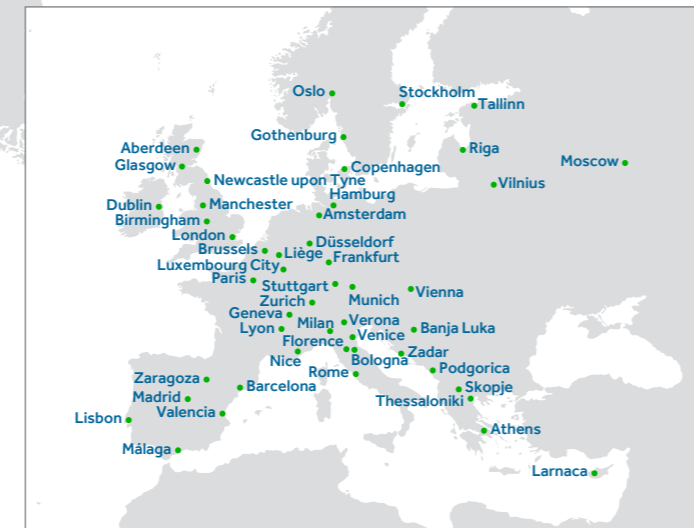 Oslo
Stockholm
Tallinn
Gothenburg
Aberdeen
Riga
Glasgow
Copenhagen
Moscow
Newcastle upon Tyne
Vilnius
Hamburg
Dublin
Manchester
Amsterdam
Birmingham
London
Düsseldorf
Brussels
Liège
Frankfurt
Luxembourg City
Paris
Stuttgart
Munich
Vienna
Zurich
Geneva
Milan
Verona
Lyon
Banja Luka
Venice
Florence
Zadar
Nice
Bologna
Rome
Podgorica
Zaragoza
Barcelona
Skopje
Madrid
Thessaloniki
Valencia
Lisbon
Athens
Málaga
Larnaca